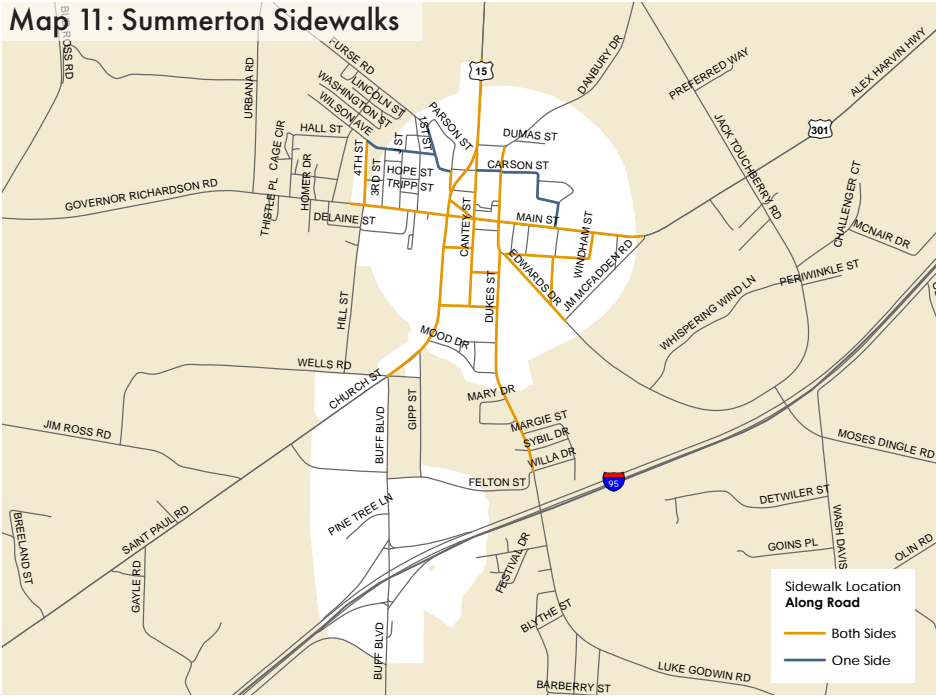 Map 11: Summerton Sidewalks
BUFF ROSS RD
URBANA RD
FURSE RD
LINCOLN ST
WASHINGTON ST
WILSON AVE
PARSON ST
1ST ST
J ST
15
DANBURY DR
PREFERRED WAY
ALEX HARVIN HWY
301
JACK TOUCHBERRY RD
HALL ST
CAGE CIR
HOMER DR
THISTLE PL
4TH ST
3RD ST
HOPE ST
TRIPP ST
DUMAS ST
CARSON ST
GOVERNOR RICHARDSON RD
DELAINE ST
CANTEY ST
MAIN ST
WINDHAM ST
EDWARDS DR
JM MCFADDEN RD
CHALLENGER CT
MCNAIR DR
PERIWINKLE ST
WHISPERING WIND LN
HILL ST
DUKES ST
MOOD DR
WELLS RD
CHURCH ST
GIPP ST
BUFF BLVD
MARY DR
MARGIE ST
SYBIL DR
WILLA DR
FELTON ST
JIM ROSS RD
95
MOSES DINGLE RD
DETWILER ST
GOINS PL
WASH DAVIS
OLIN RD
PINE TREE LN
SAINT PAUL RD
BREELAND ST
GAYLE RD
FESTIVAL DR
BLYTHE ST
BUFF BLVD
LUKE GODWIN RD
BARBERRY ST
Sidewalk Location
Along Road
Both Sides
One Side